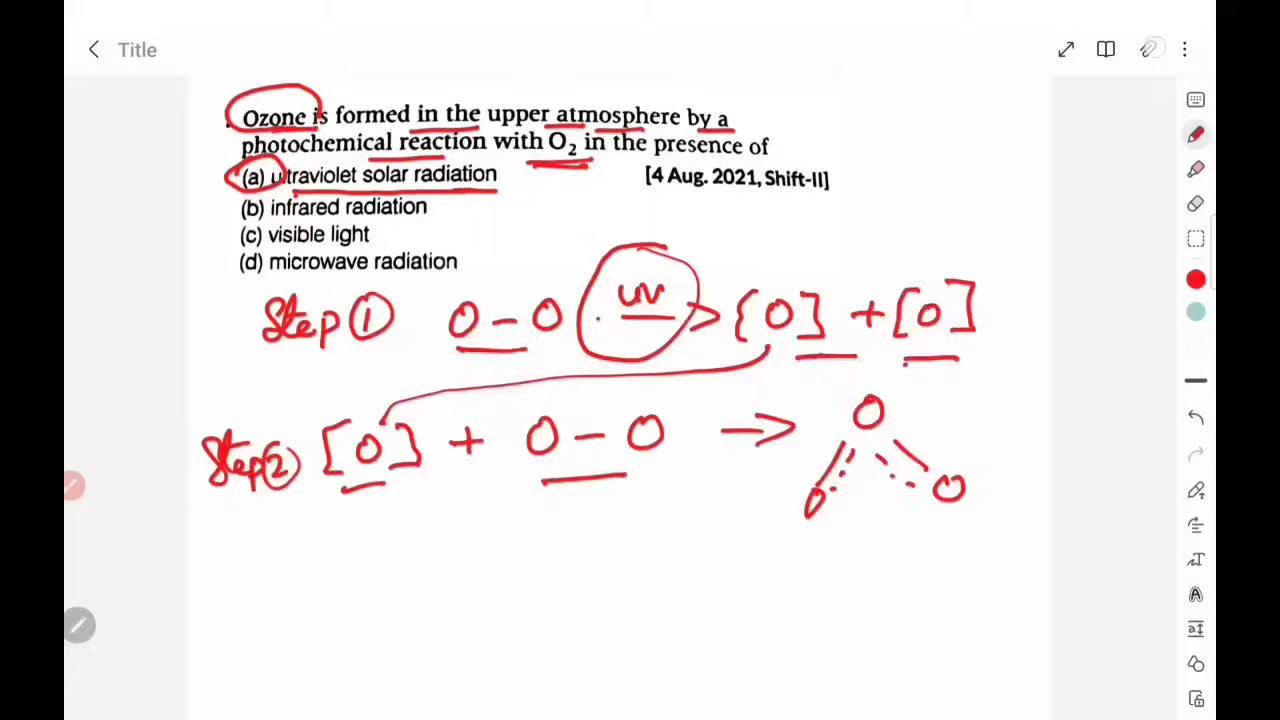 Title
Ozone is formed in the upper atmosphere by a
photochemical reaction with O₂ in the presence of
(a) ultraviolet solar radiation [4 Aug. 2021, Shift-II]
(b) infrared radiation
(c) visible light
(d) microwave radiation
Step ① O – O UV > [O] + [O]
Step ② [O] + O – O → O
O O